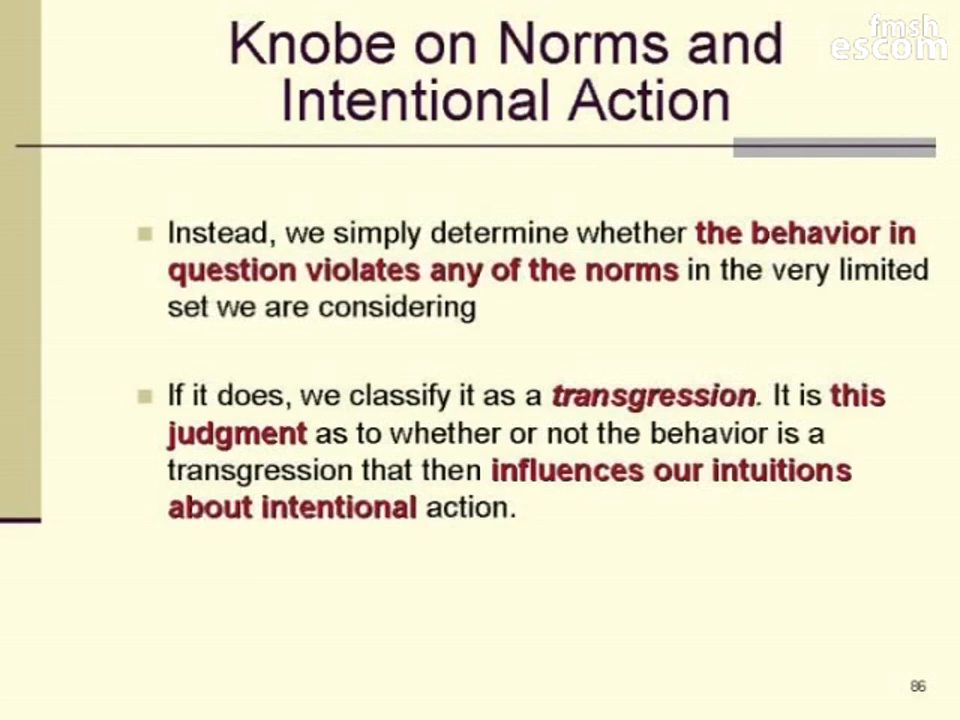 fmsh
escom
Knobe on Norms and
Intentional Action
Instead, we simply determine whether the behavior in
question violates any of the norms in the very limited
set we are considering
If it does, we classify it as a transgression. It is this
judgment as to whether or not the behavior is a
transgression that then influences our intuitions
about intentional action.
86